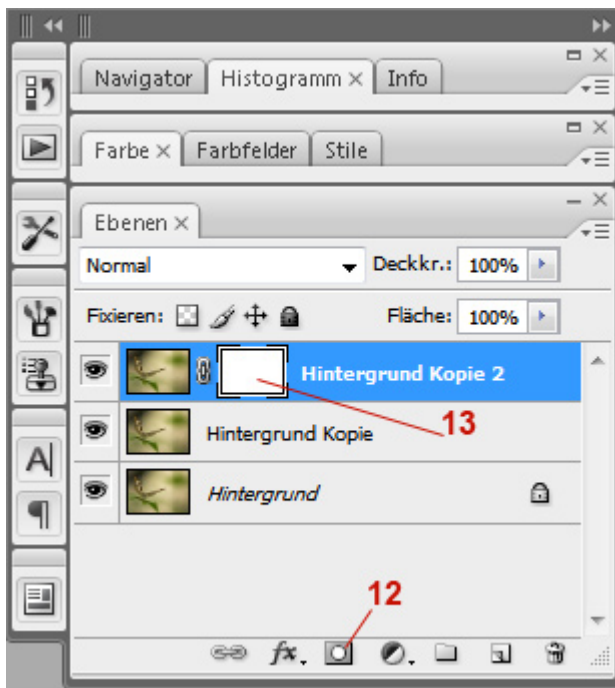 Navigator Histogramm × Info
Farbe × Farbfelder Stile
Ebenen ×
Normal Deckkr.: 100%
Fixieren: Fläche: 100%
Hintergrund Kopie 2
13
Hintergrund Kopie
Hintergrund
12
fx.
A